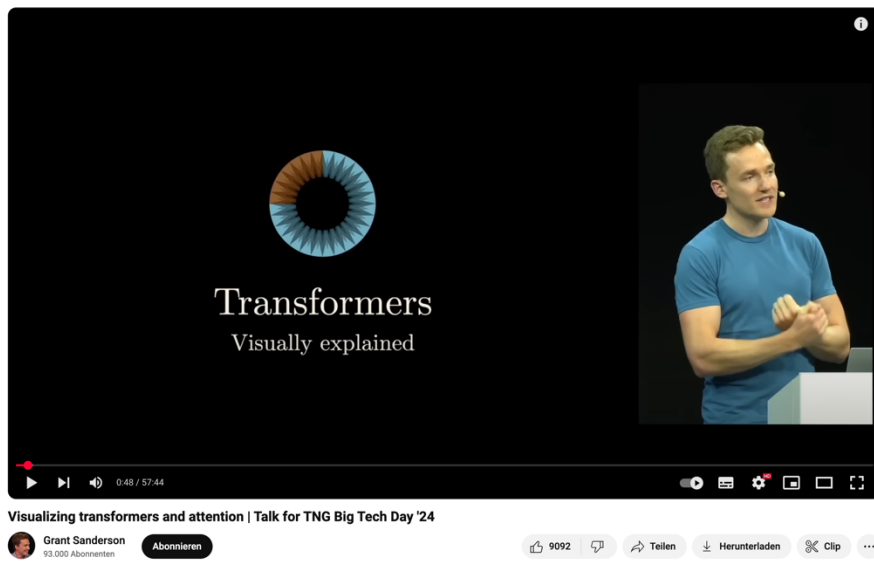 Transformers
Visually explained
0:48 / 57:44
HD
Visualizing transformers and attention | Talk for TNG Big Tech Day '24
Grant Sanderson
93.000 Abonnenten
Abonnieren
9092
Teilen
Herunterladen
Clip